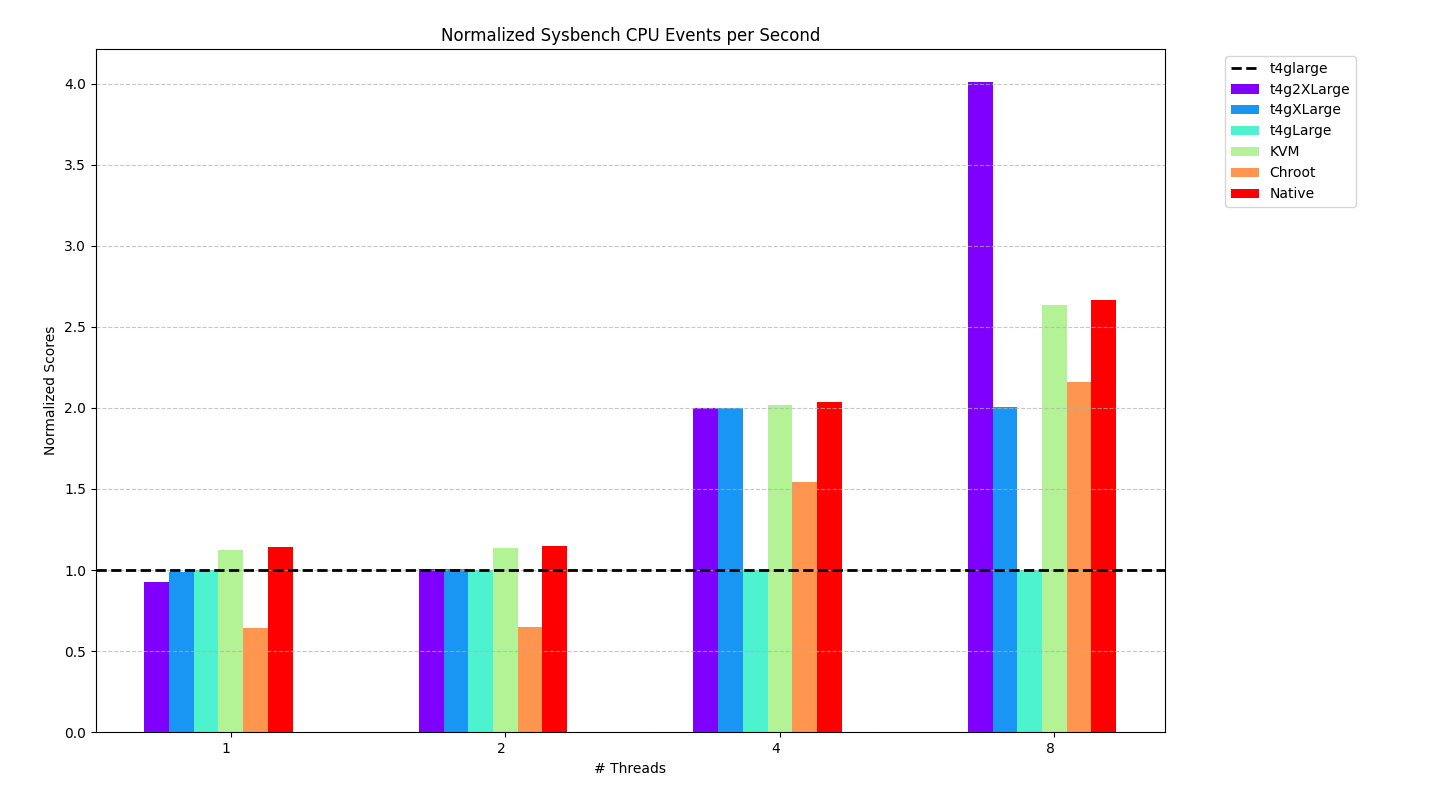 Normalized Sysbench CPU Events per Second
Normalized Scores
4.0
3.5
3.0
2.5
2.0
1.5
1.0
0.5
0.0
1
2
4
8
# Threads
t4glarge
t4g2XLarge
t4gXLarge
t4gLarge
KVM
Chroot
Native